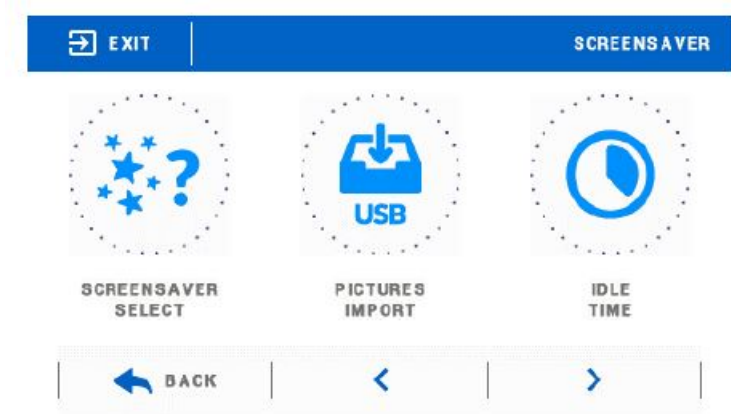 EXIT
SCREENSAVER
?
USB
SCREENSAVER
SELECT
PICTURES
IMPORT
IDLE
TIME
BACK